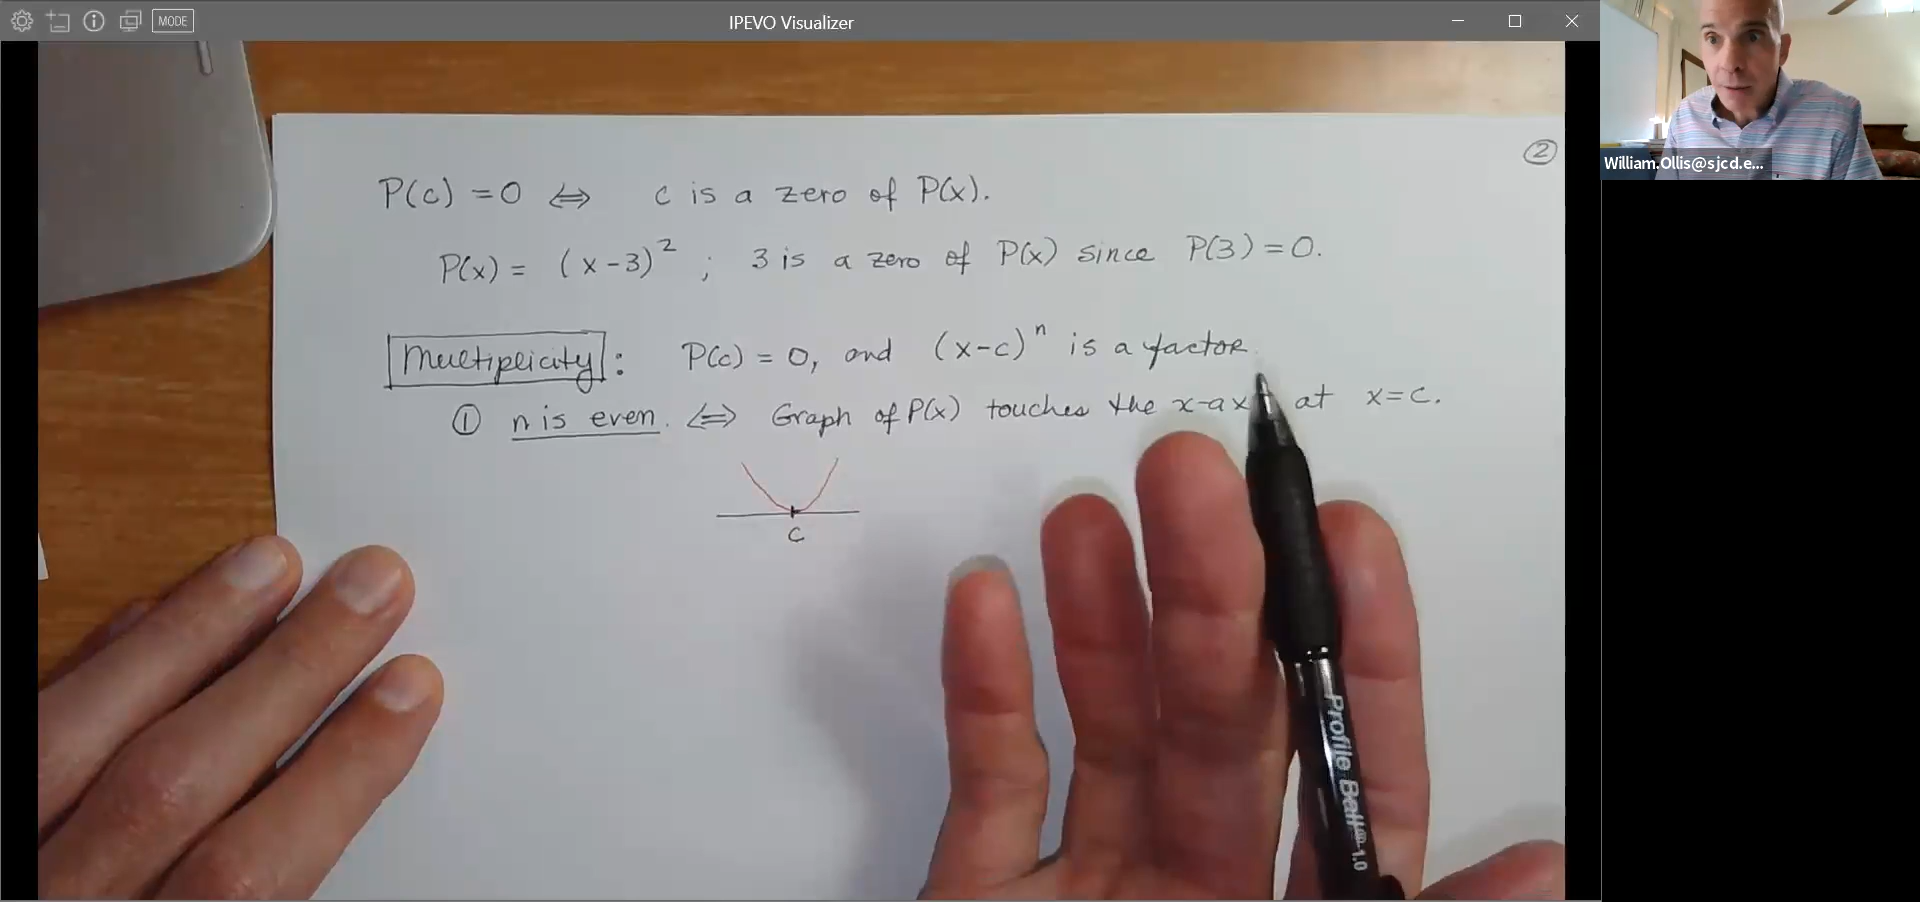 MODE
IPEVO Visualizer
William.Ollis@sjcd.e...
②
P(c) = 0 ⇔ c is a zero of P(x).
P(x) = (x-3)² ; 3 is a zero of P(x) since P(3) = 0.
Multiplicity: P(c) = 0, and (x-c)ⁿ is a factor.
① n is even. ⇔ Graph of P(x) touches the x-axis at x=c.
c
Profile Ball® 1.0